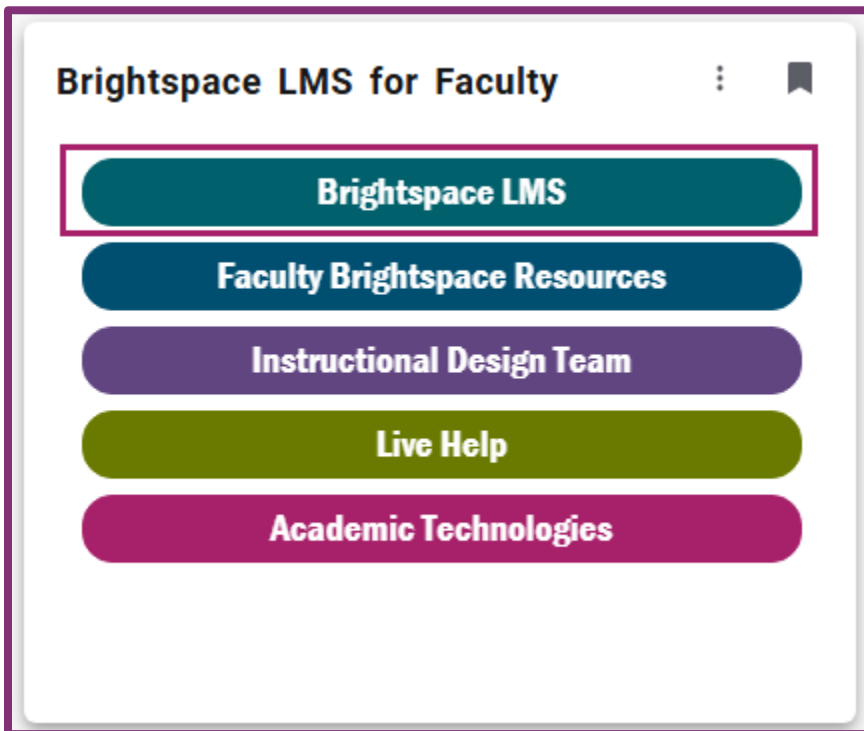 Brightspace LMS for Faculty
Brightspace LMS
Faculty Brightspace Resources
Instructional Design Team
Live Help
Academic Technologies